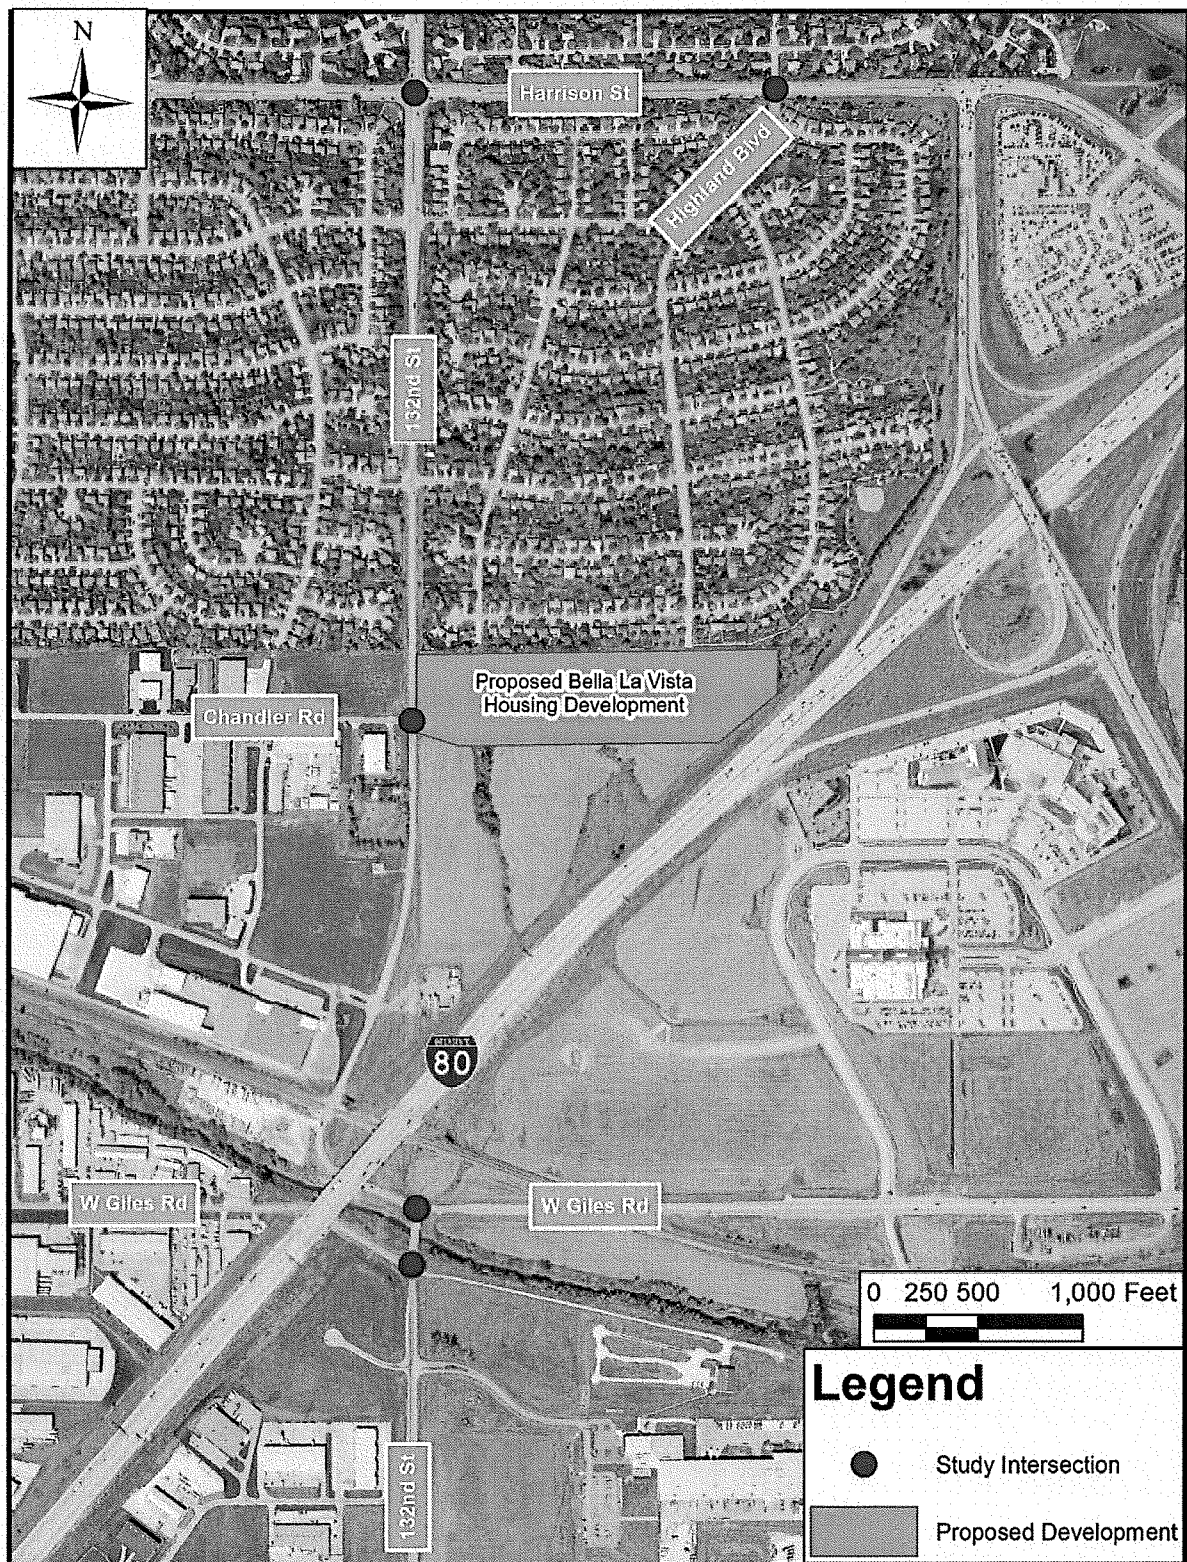 N
Harrison St
Highland Blvd
132nd St
Proposed Bella La Vista
Housing Development
Chandler Rd
80
W Giles Rd
W Giles Rd
0 250 500 1,000 Feet
Legend
Study Intersection
132nd St
Proposed Development